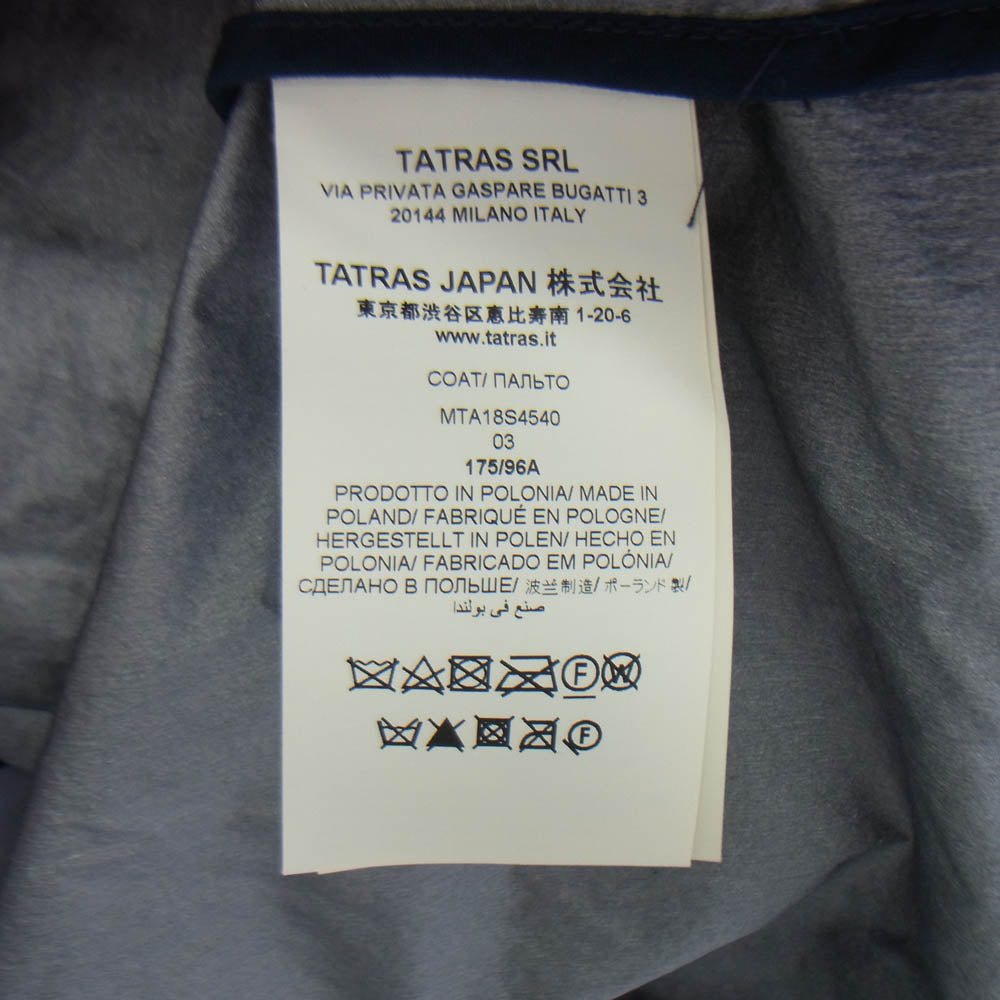 TATRAS SRL
VIA PRIVATA GASPARE BUGATTI 3
20144 MILANO ITALY
TATRAS JAPAN 株式会社
東京都渋谷区恵比寿南 1-20-6
www.tatras.it
COAT/ ПАЛЬТО
MTA18S4540
03
175/96A
PRODOTTO IN POLONIA/ MADE IN
POLAND/ FABRIQUÉ EN POLOGNE/
HERGESTELLT IN POLEN/ HECHO EN
POLONIA/ FABRICADO EM POLÓNIA/
СДЕЛАНО В ПОЛЬШЕ/ 波兰制造/ ポーランド製/
صنع في بولندا
F W
F